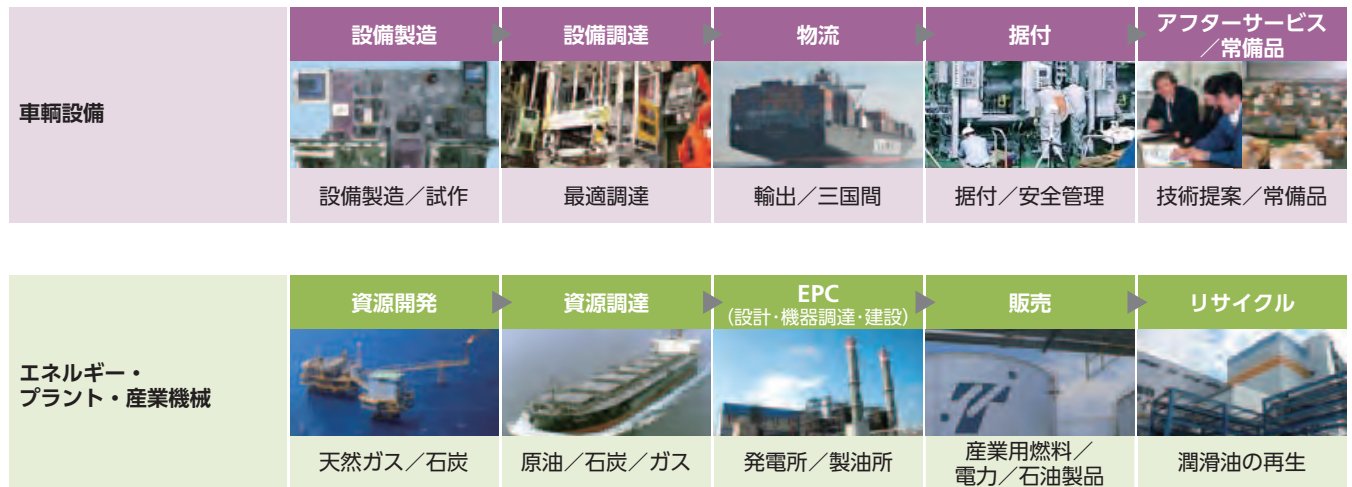 車輌設備
設備製造
設備調達
物流
据付
アフターサービス
／常備品
設備製造／試作
最適調達
輸出／三国間
据付／安全管理
技術提案／常備品
エネルギー・
プラント・産業機械
資源開発
資源調達
EPC
（設計・機器調達・建設）
販売
リサイクル
天然ガス／石炭
原油／石炭／ガス
発電所／製油所
産業用燃料／
電力／石油製品
潤滑油の再生